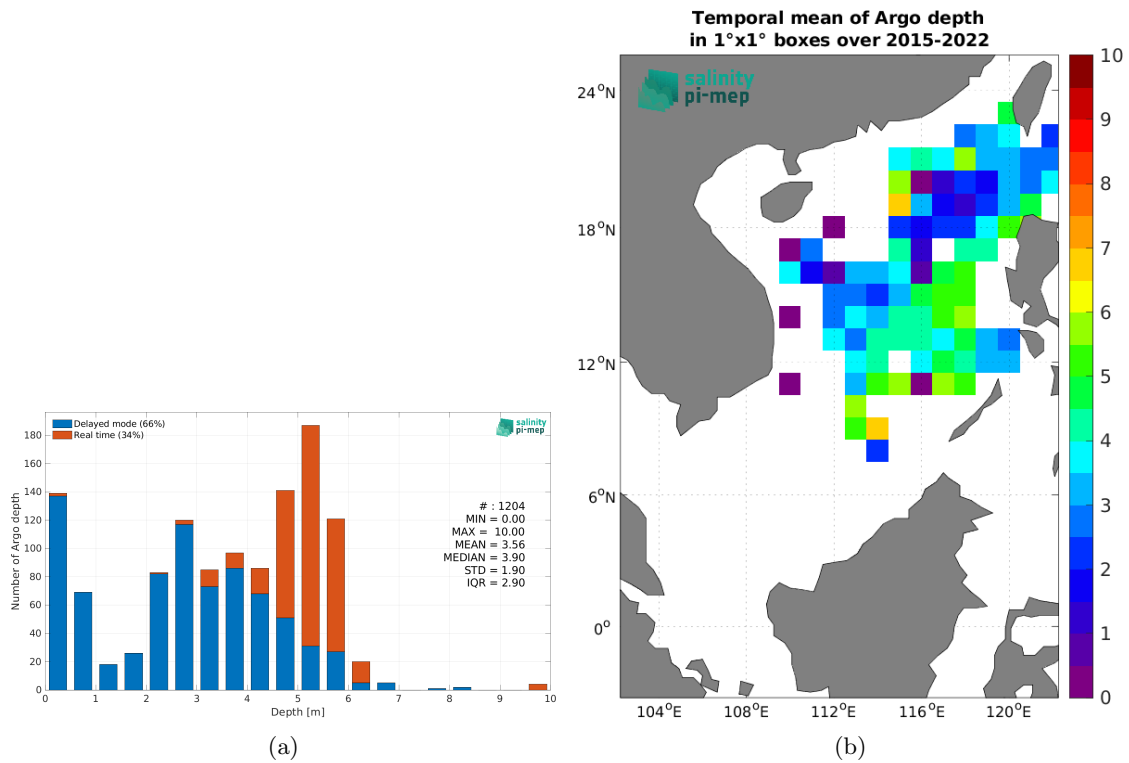 Delayed mode (66%)
Real time (34%)
salinity
pi-mep
180
160
140
120
100
80
60
40
20
0
Number of Argo depth
# : 1204
MIN = 0.00
MAX = 10.00
MEAN = 3.56
MEDIAN = 3.90
STD = 1.90
IQR = 2.90
0 1 2 3 4 5 6 7 8 9 10
Depth [m]
(a)
Temporal mean of Argo depth
in 1°x1° boxes over 2015-2022
salinity
pi-mep
24°N
18°N
12°N
6°N
0°
104°E 108°E 112°E 116°E 120°E
10
9
8
7
6
5
4
3
2
1
0
(b)